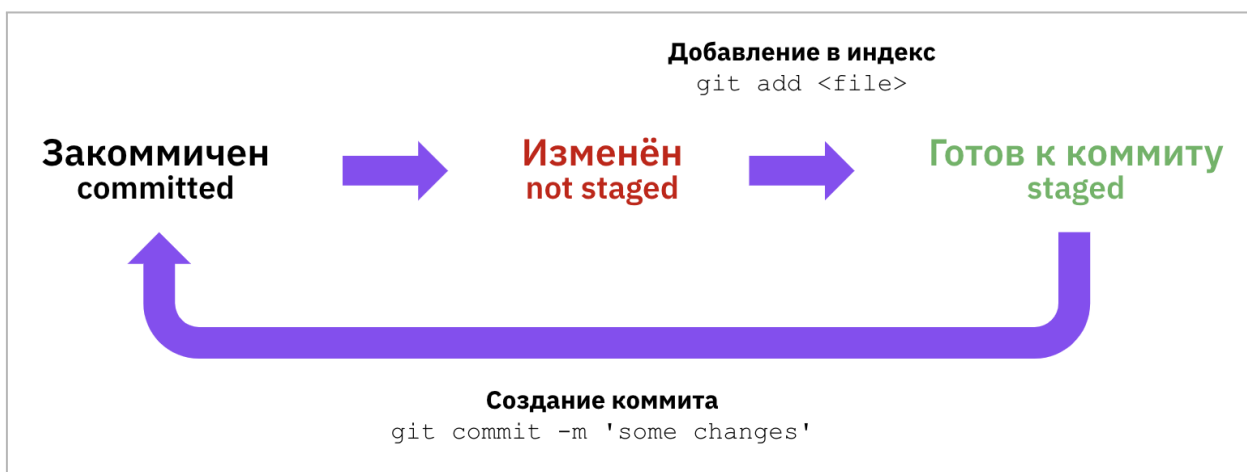 Добавление в индекс
git add <file>
Закоммичен
committed
Изменён
not staged
Готов к коммиту
staged
Создание коммита
git commit -m 'some changes'